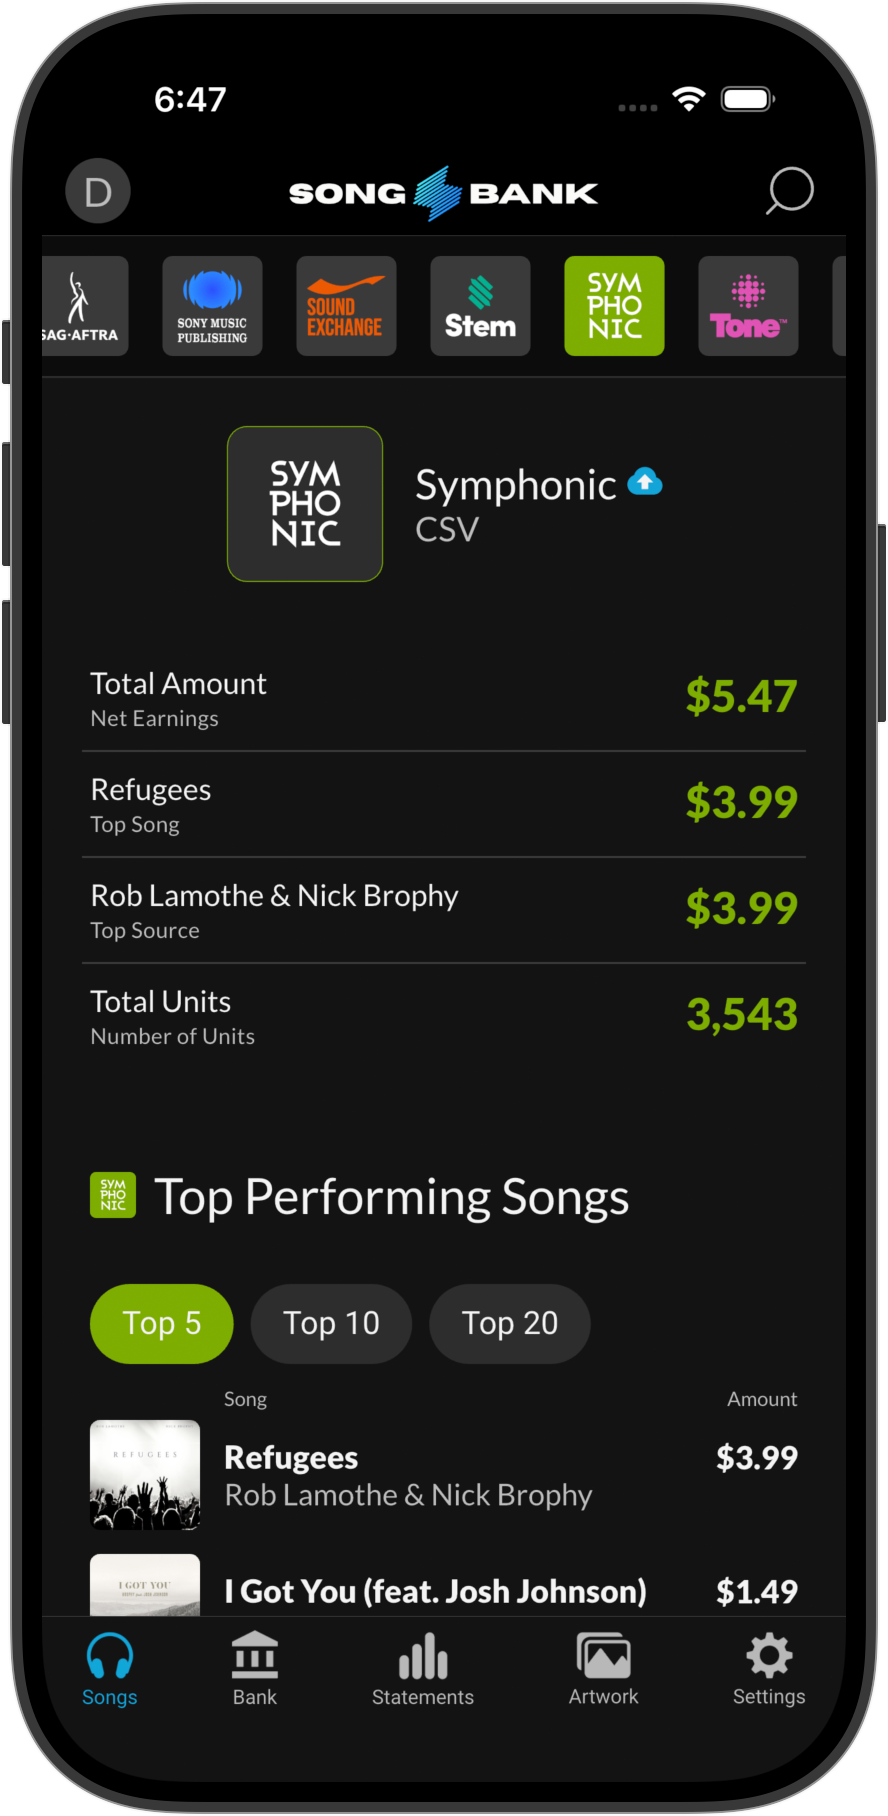 6:47
D
SONG BANK
SAG·AFTRA
SONY MUSIC
PUBLISHING
SOUND
EXCHANGE
Stem
SYM
PHO
NIC
Tone™
SYM
PHO
NIC
Symphonic
CSV
Total Amount
$5.47
Net Earnings
Refugees
$3.99
Top Song
Rob Lamothe & Nick Brophy
$3.99
Top Source
Total Units
3,543
Number of Units
SYM
PHO
NIC
Top Performing Songs
Top 5 Top 10 Top 20
Song Amount
REFUGEES
Refugees $3.99
Rob Lamothe & Nick Brophy
I GOT YOU
I Got You (feat. Josh Johnson) $1.49
Songs Bank Statements Artwork Settings